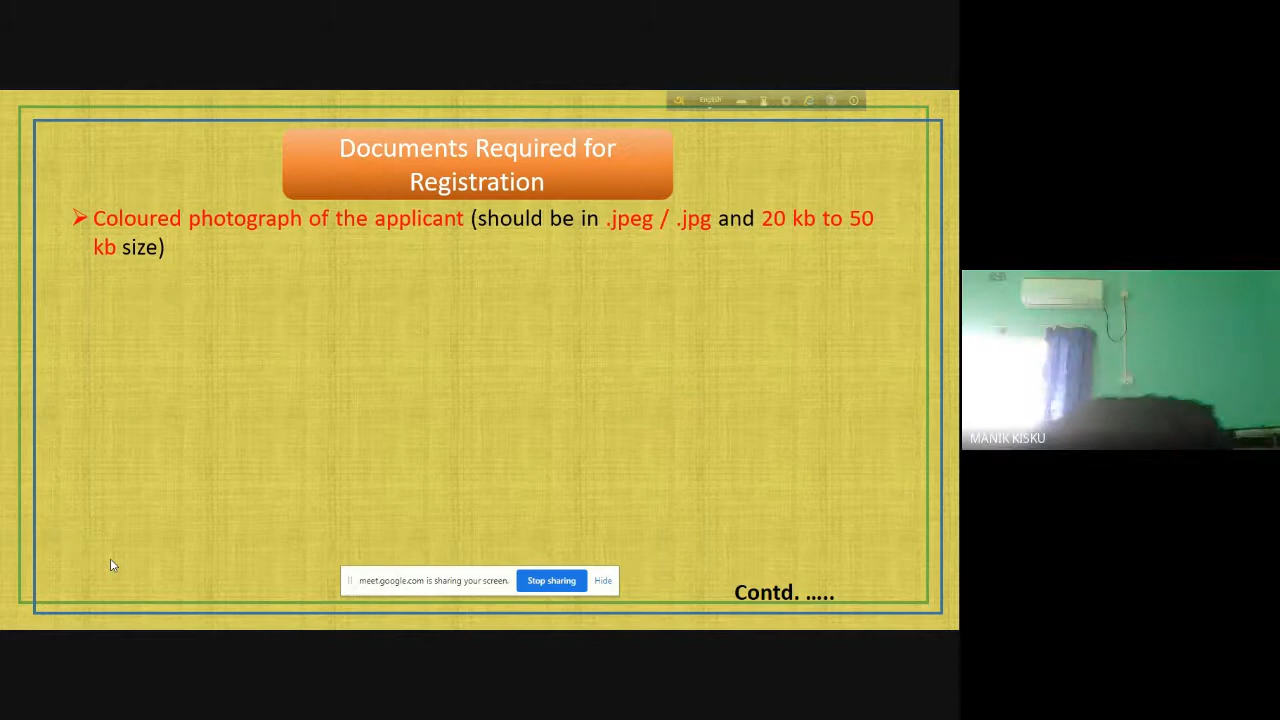 অ English
Documents Required for
Registration
➢ Coloured photograph of the applicant (should be in .jpeg / .jpg and 20 kb to 50
kb size)
MANIK KISKU
meet.google.com is sharing your screen. Stop sharing Hide
Contd. …..